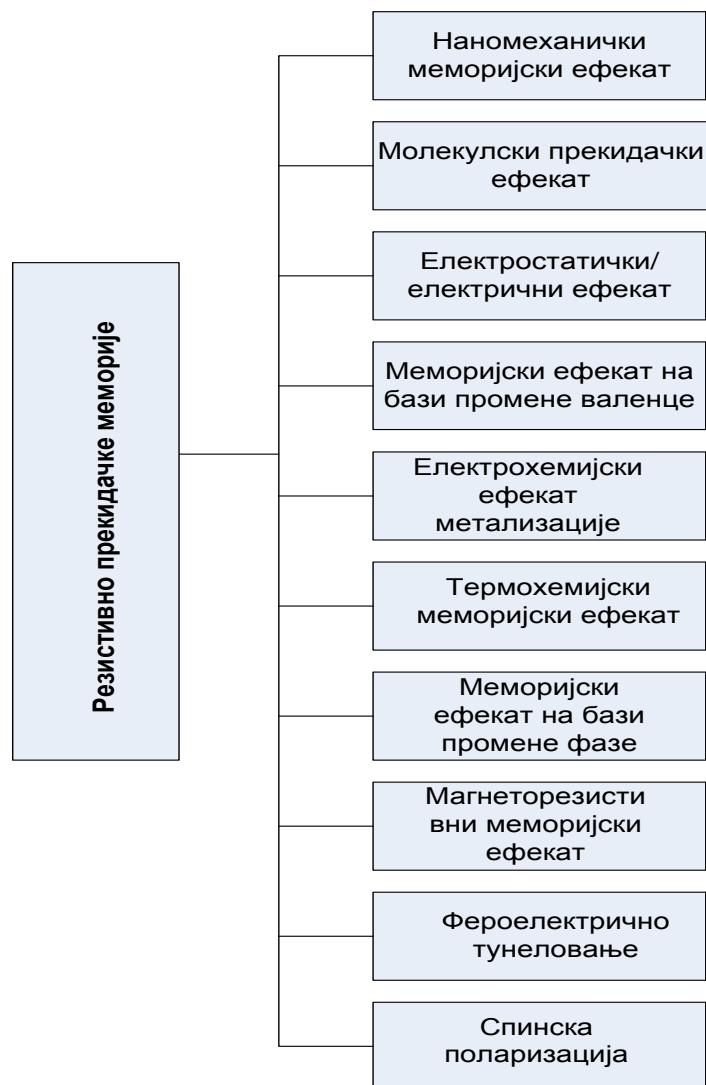 Резистивно прекидачке меморије
Наномеханички
меморијски ефекат
Молекулски прекидачки
ефекат
Електростатички/
електрични ефекат
Меморијски ефекат на
бази промене валенце
Електрохемијски
ефекат
метализације
Термохемијски
меморијски ефекат
Меморијски
ефекат на бази
промене фазе
Магнеторезисти
вни меморијски
ефекат
Фероелектрично
тунеловање
Спинска
поларизација